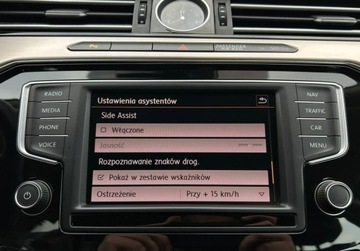 RADIO
MEDIA
PHONE
VOICE
Ustawienia asystentów
Side Assist
Włączone
Jasność
Rozpoznawanie znaków drog.
Pokaż w zestawie wskaźników
Ostrzeżenie Przy + 15 km/h
NAV
TRAFFIC
CAR
MENU